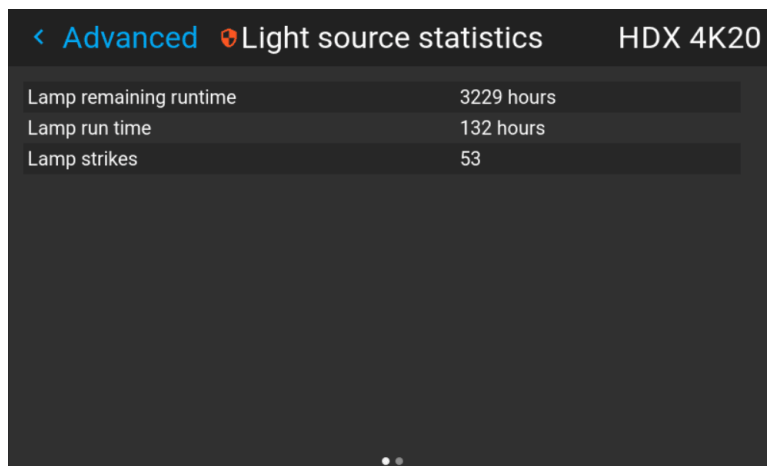 Advanced Light source statistics HDX 4K20
Lamp remaining runtime 3229 hours
Lamp run time 132 hours
Lamp strikes 53